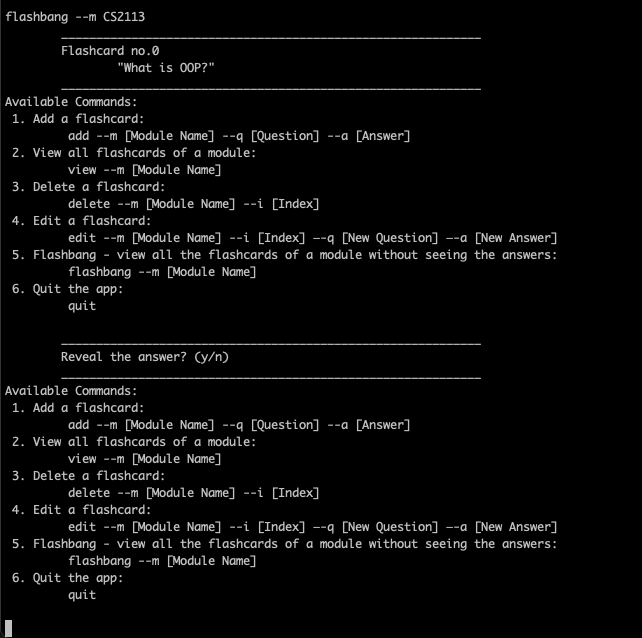 flashbang --m CS2113
____________________________________________________________
Flashcard no.0
"What is OOP?"
____________________________________________________________
Available Commands:
1. Add a flashcard:
add --m [Module Name] --q [Question] --a [Answer]
2. View all flashcards of a module:
view --m [Module Name]
3. Delete a flashcard:
delete --m [Module Name] --i [Index]
4. Edit a flashcard:
edit --m [Module Name] --i [Index] –-q [New Question] –-a [New Answer]
5. Flashbang - view all the flashcards of a module without seeing the answers:
flashbang --m [Module Name]
6. Quit the app:
quit
____________________________________________________________
Reveal the answer? (y/n)
____________________________________________________________
Available Commands:
1. Add a flashcard:
add --m [Module Name] --q [Question] --a [Answer]
2. View all flashcards of a module:
view --m [Module Name]
3. Delete a flashcard:
delete --m [Module Name] --i [Index]
4. Edit a flashcard:
edit --m [Module Name] --i [Index] –-q [New Question] –-a [New Answer]
5. Flashbang - view all the flashcards of a module without seeing the answers:
flashbang --m [Module Name]
6. Quit the app:
quit